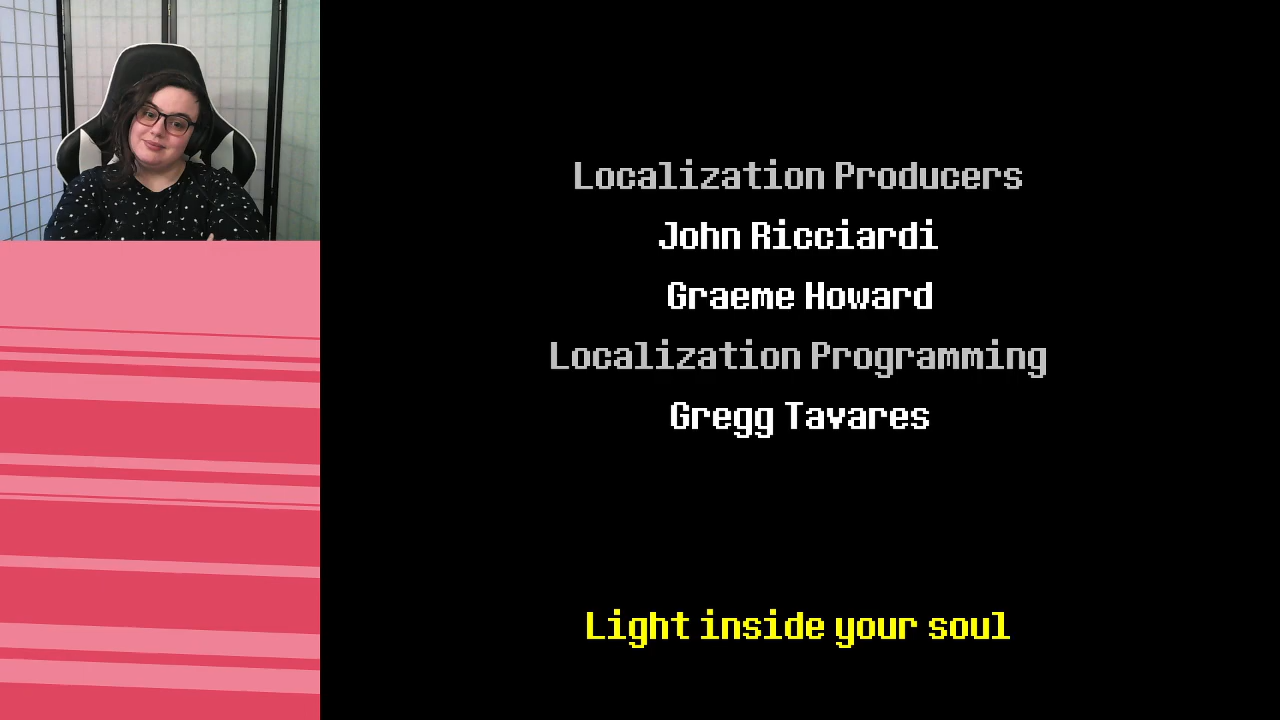 Localization Producers
John Ricciardi
Graeme Howard
Localization Programming
Gregg Tavares
Light inside your soul